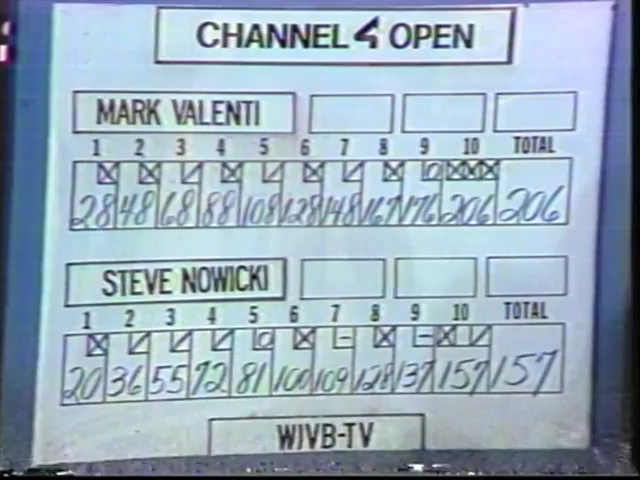 CHANNEL 4 OPEN
MARK VALENTI
1 2 3 4 5 6 7 8 9 10 TOTAL
28 48 68 88 108 128 148 167 176 206 206
STEVE NOWICKI
1 2 3 4 5 6 7 8 9 10 TOTAL
20 36 55 72 81 100 109 128 137 157 157
WIVB-TV